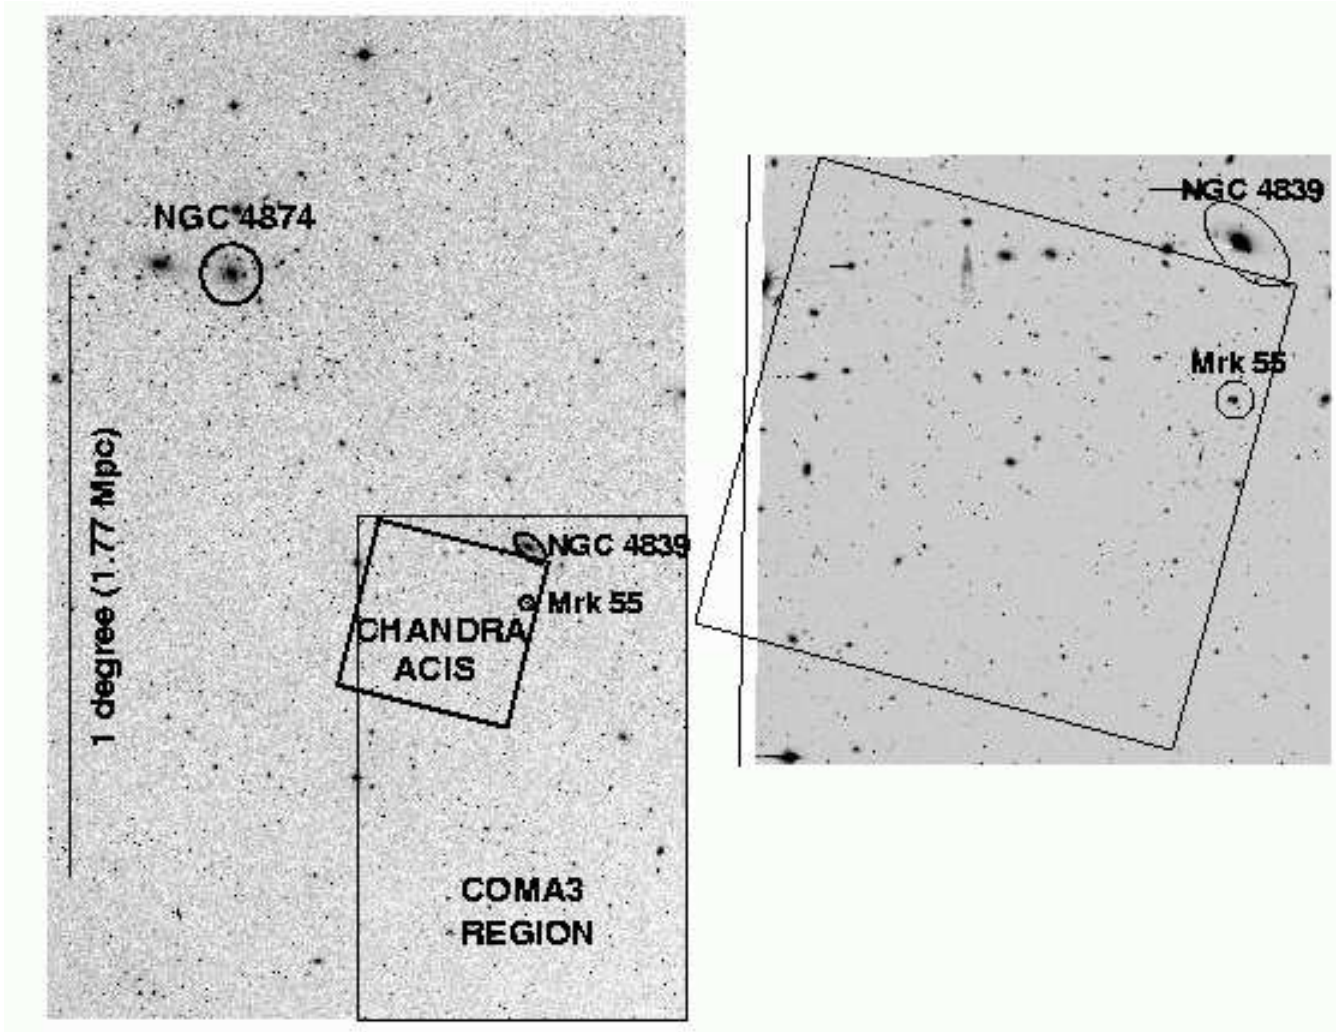 NGC 4874
1 degree (1.77 Mpc)
NGC 4839
Mrk 55
CHANDRA
ACIS
COMA3
REGION
NGC 4839
Mrk 55